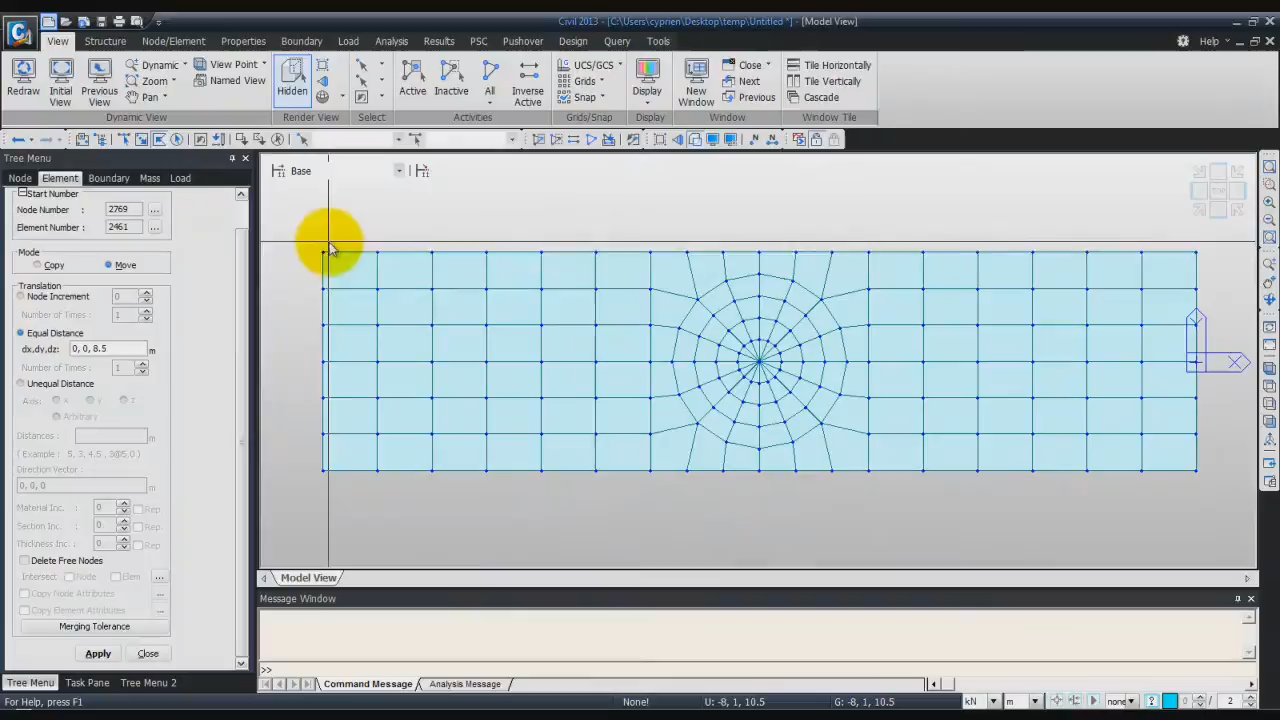 Civil 2013 - [C:\Users\cyprien\Desktop\temp\Untitled *] - [Model View]
View Structure Node/Element Properties Boundary Load Analysis Results PSC Pushover Design Query Tools Help
Redraw Initial View Previous View Dynamic Zoom Pan View Point Named View Dynamic View
Hidden Render View Select
Active Inactive All Inverse Active Activities
UCS/GCS Grids Snap Grids/Snap
Display Display
New Window Close Next Previous Window
Tile Horizontally Tile Vertically Cascade Window Tile
Tree Menu
Node Element Boundary Mass Load
Start Number
Node Number : 2769 ...
Element Number : 2461 ...
Mode
Copy Move
Translation
Node Increment 0
Number of Times : 1
Equal Distance
dx,dy,dz: 0, 0, 8.5 m
Number of Times : 1
Unequal Distance
Axis: x y z
Arbitrary
Distances : m
( Example : 5, 3, 4.5 , 3@5,0 )
Direction Vector :
0, 0, 0 m
Material Inc. : 0 Rep.
Section Inc. : 0 Rep.
Thickness Inc. : 0 Rep.
Delete Free Nodes
Intersect Node Elem ...
Copy Node Attributes ...
Copy Element Attributes ...
Merging Tolerance
Apply Close
Tree Menu Task Pane Tree Menu 2
Base
Model View
Message Window
>>
Command Message Analysis Message
For Help, press F1 None! U: -8, 1, 10.5 G: -8, 1, 10.5 kN m none 0 / 2